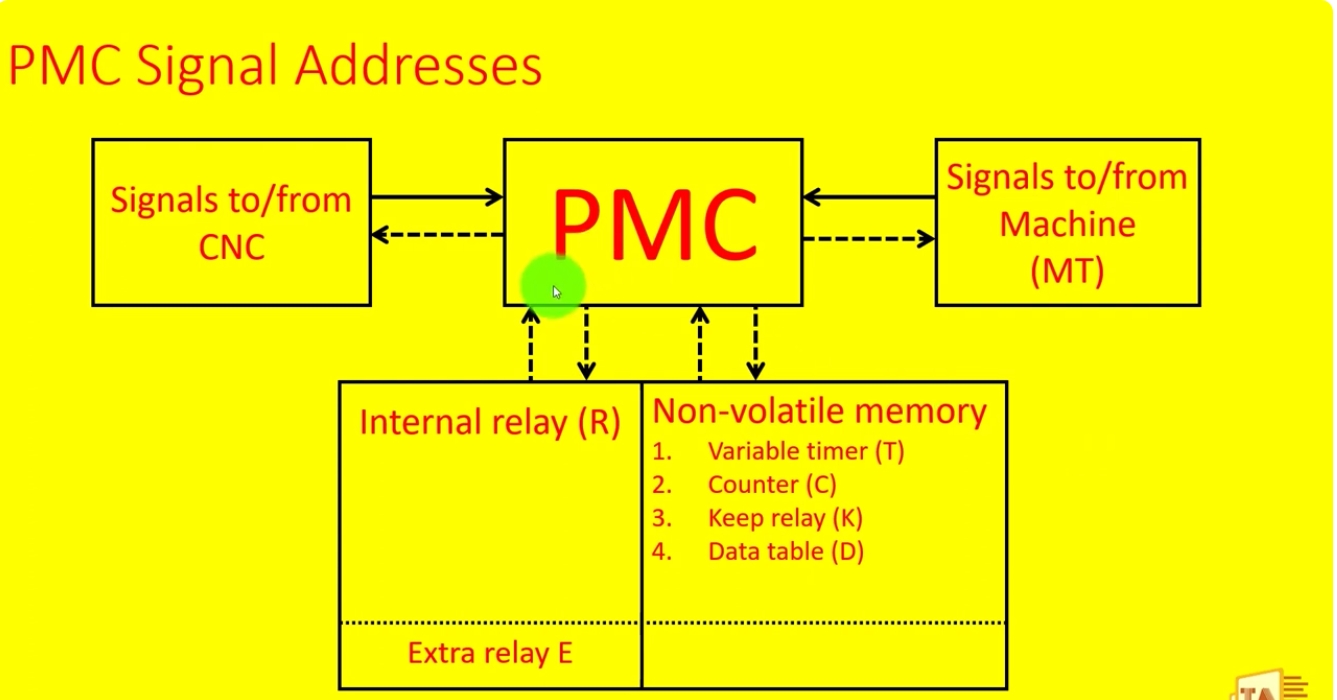 PMC Signal Addresses
Signals to/from
CNC
PMC
Signals to/from
Machine
(MT)
Internal relay (R)
Non-volatile memory
1. Variable timer (T)
2. Counter (C)
3. Keep relay (K)
4. Data table (D)
Extra relay E